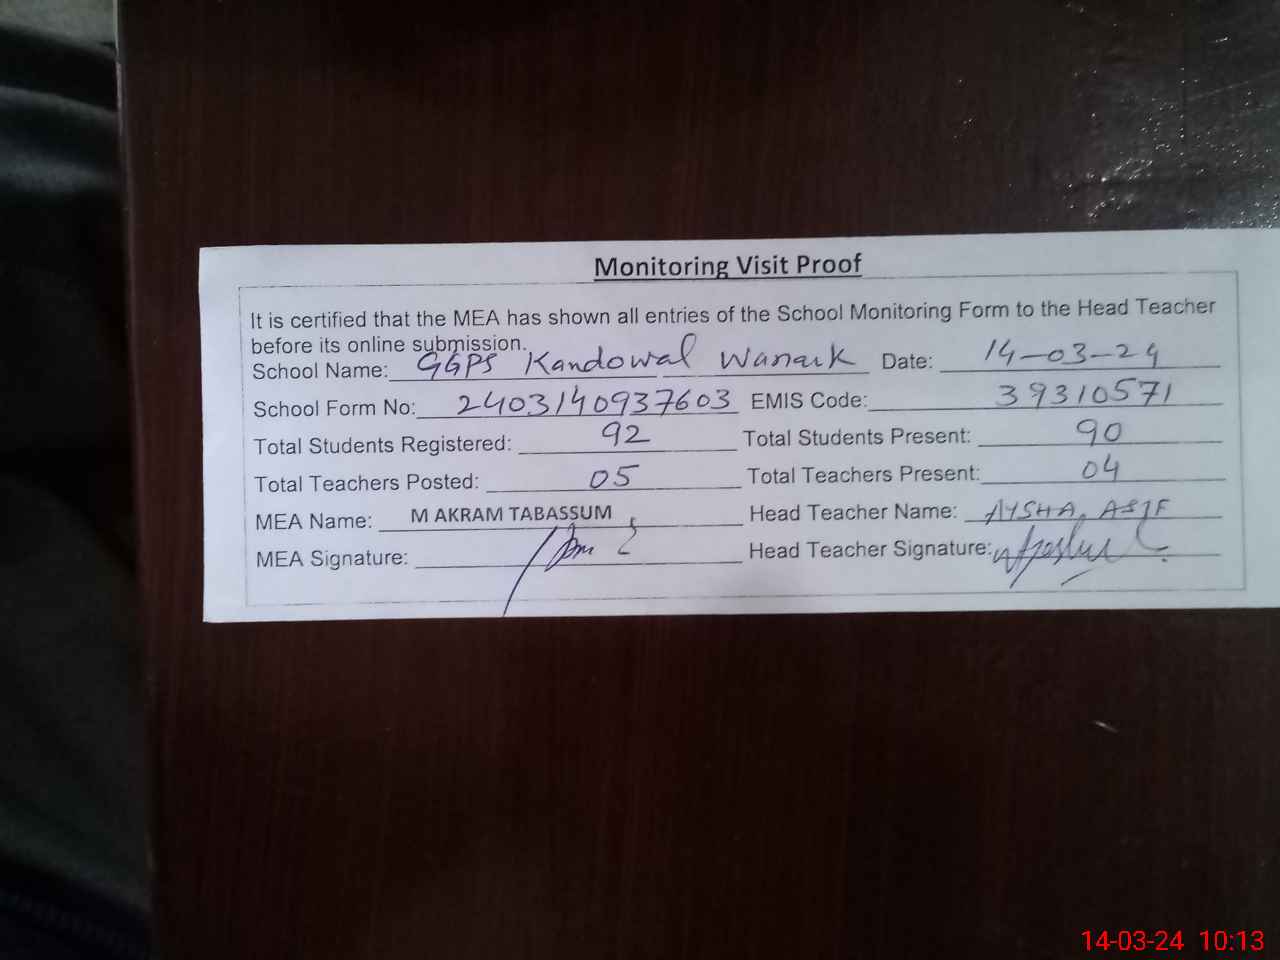 Monitoring Visit Proof
It is certified that the MEA has shown all entries of the School Monitoring Form to the Head Teacher
before its online submission.
School Name: GGPS Kandowal Wanark Date: 14-03-24
School Form No: 2403140937603 EMIS Code: 39310571
Total Students Registered: 92 Total Students Present: 90
Total Teachers Posted: 05 Total Teachers Present: 04
MEA Name: M AKRAM TABASSUM Head Teacher Name: AYSHA ASIF
MEA Signature: Head Teacher Signature:
14-03-24 10:13